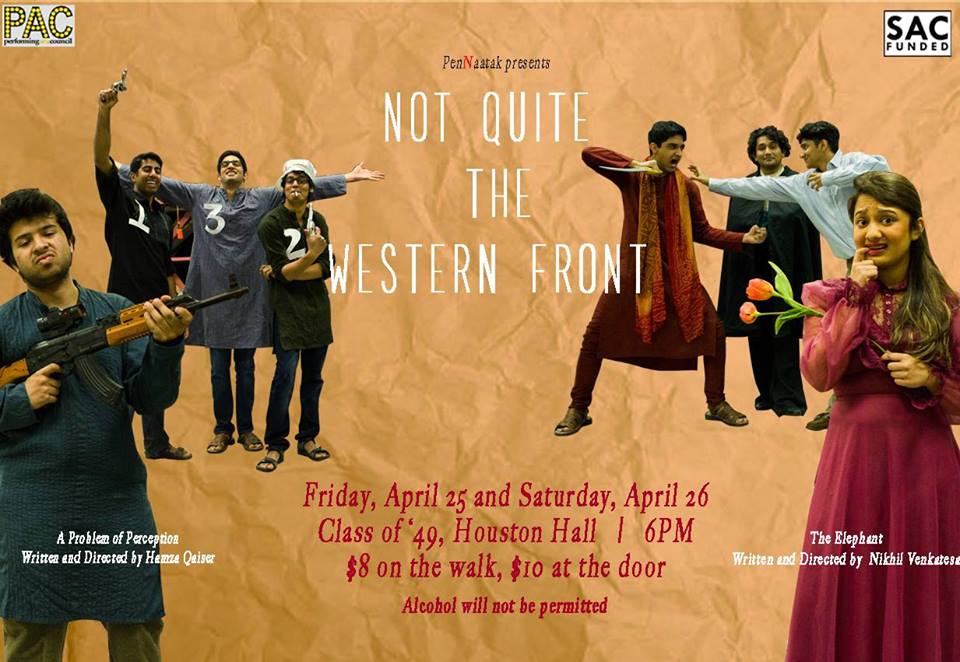 PAC
performing arts council
SAC
FUNDED
PenNaatak presents
NOT QUITE
THE
WESTERN FRONT
1
3
2
Friday, April 25 and Saturday, April 26
Class of ‘49, Houston Hall | 6PM
$8 on the walk, $10 at the door
Alcohol will not be permitted
A Problem of Perception
Written and Directed by Hamza Qaiser
The Elephant
Written and Directed by Nikhil Venkatesa